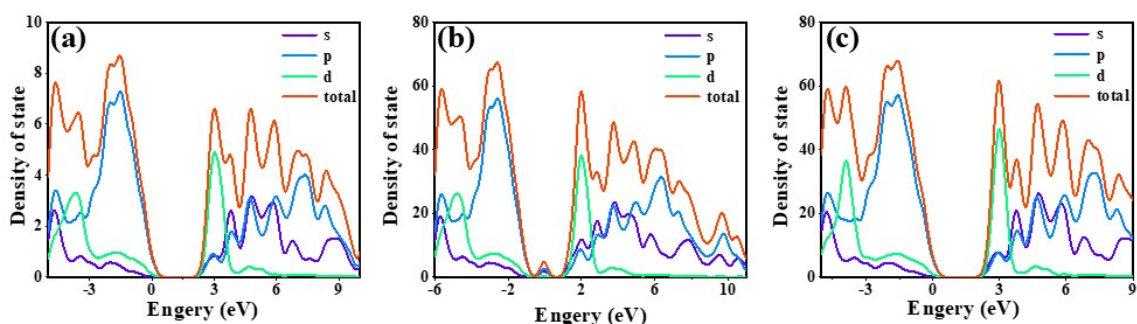 (a)
s
p
d
total
Density of state
10
8
6
4
2
0
-3 0 3 6 9
Engery (eV)
(b)
s
p
d
total
Density of state
80
60
40
20
0
-6 -2 2 6 10
Engery (eV)
(c)
s
p
d
total
Density of state
80
60
40
20
0
-3 0 3 6 9
Engery (eV)